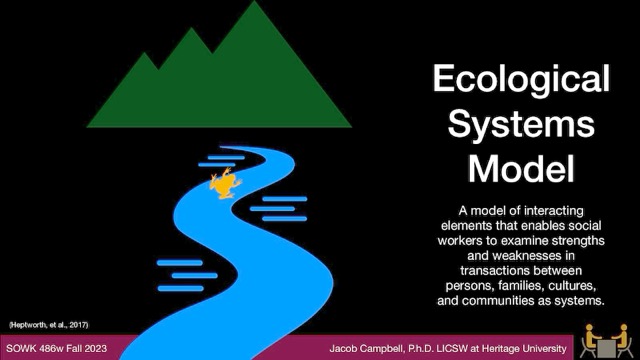 Ecological
Systems
Model
A model of interacting
elements that enables social
workers to examine strengths
and weaknesses in
transactions between
persons, families, cultures,
and communities as systems.
(Heptworth, et al., 2017)
SOWK 486w Fall 2023
Jacob Campbell, P.h.D. LICSW at Heritage University